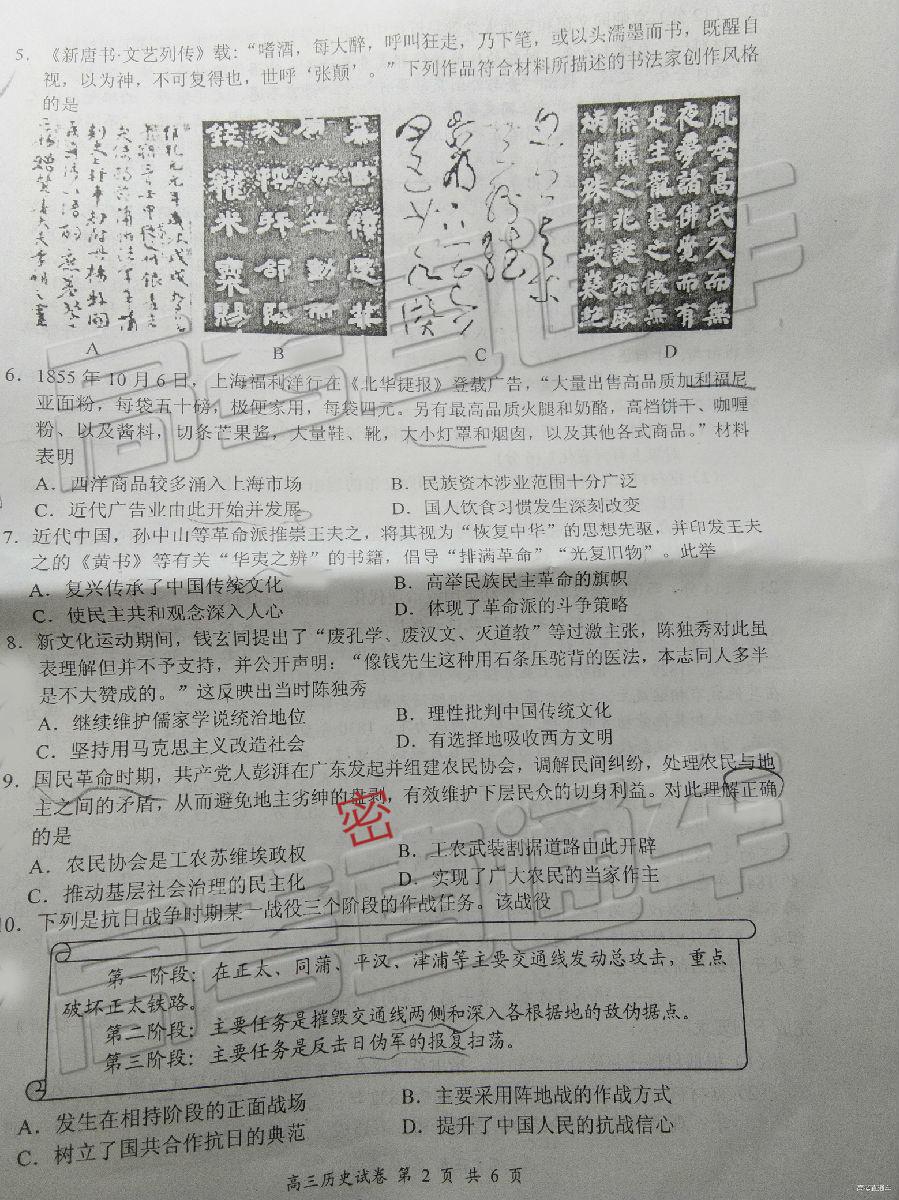 5．《新唐书·文艺列传》载：“嗜酒，每大醉，呼叫狂走，乃下笔，或以头濡墨而书，既醒自
视，以为神，不可复得也，世呼‘张颠’。”下列作品符合材料所描述的书法家创作风格
的是
胤母高氏久而無
夜夢諸佛覺而有
A
B
C
D
6．1855 年 10 月 6 日，上海福利洋行在《北华捷报》登载广告，“大量出售高品质加利福尼
亚面粉，每袋五十磅，极便家用，每袋四元。另有最高品质火腿和奶酪，高档饼干、咖喱
粉、以及酱料，切条芒果酱，大量鞋、靴，大小灯罩和烟囱，以及其他各式商品。”材料
表明
A．西洋商品较多涌入上海市场
B．民族资本涉业范围十分广泛
C．近代广告业由此开始并发展
D．国人饮食习惯发生深刻改变
7．近代中国，孙中山等革命派推崇王夫之，将其视为“恢复中华”的思想先驱，并印发王夫
之的《黄书》等有关“华夷之辨”的书籍，倡导“排满革命”“光复旧物”。此举
A．复兴传承了中国传统文化
B．高举民族民主革命的旗帜
C．使民主共和观念深入人心
D．体现了革命派的斗争策略
8．新文化运动期间，钱玄同提出了“废孔学、废汉文、灭道教”等过激主张，陈独秀对此虽
表理解但并不予支持，并公开声明：“像钱先生这种用石条压驼背的医法，本志同人多半
是不大赞成的。”这反映出当时陈独秀
A．继续维护儒家学说统治地位
B．理性批判中国传统文化
C．坚持用马克思主义改造社会
D．有选择地吸收西方文明
9．国民革命时期，共产党人彭湃在广东发起并组建农民协会，调解民间纠纷，处理农民与地
主之间的矛盾，从而避免地主劣绅的盘剥，有效维护下层民众的切身利益。对此理解正确
的是
密
A．农民协会是工农苏维埃政权
B．工农武装割据道路由此开辟
C．推动基层社会治理的民主化
D．实现了广大农民的当家作主
10．下列是抗日战争时期某一战役三个阶段的作战任务。该战役
第一阶段：在正太、同蒲、平汉、津浦等主要交通线发动总攻击，重点
破坏正太铁路。
第二阶段：主要任务是摧毁交通线两侧和深入各根据地的敌伪据点。
第三阶段：主要任务是反击日伪军的报复扫荡。
A．发生在相持阶段的正面战场
B．主要采用阵地战的作战方式
C．树立了国共合作抗日的典范
D．提升了中国人民的抗战信心
高三历史试卷 第 2 页 共 6 页
高考直通车
高考直通车
高考直通车